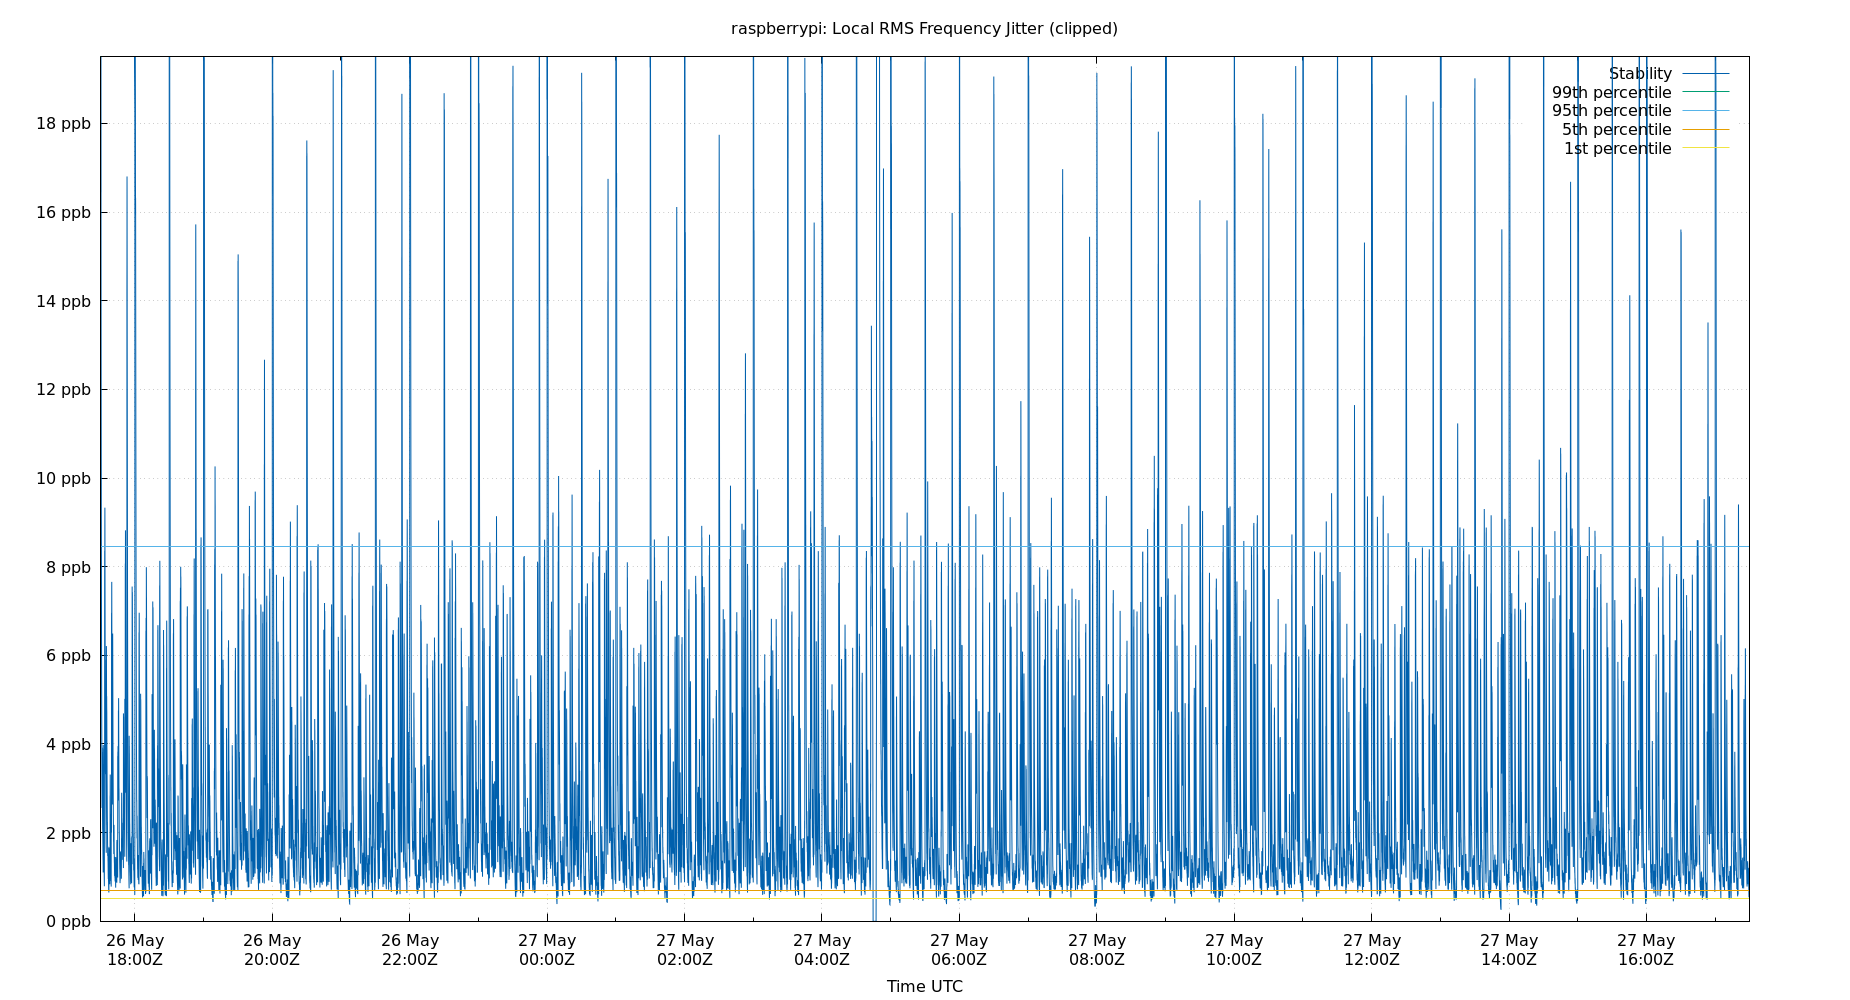 raspberrypi: Local RMS Frequency Jitter (clipped)
Stability
99th percentile
95th percentile
5th percentile
1st percentile
18 ppb
16 ppb
14 ppb
12 ppb
10 ppb
8 ppb
6 ppb
4 ppb
2 ppb
0 ppb
26 May 26 May 26 May 27 May 27 May 27 May 27 May 27 May 27 May 27 May 27 May 27 May
18:00Z 20:00Z 22:00Z 00:00Z 02:00Z 04:00Z 06:00Z 08:00Z 10:00Z 12:00Z 14:00Z 16:00Z
Time UTC